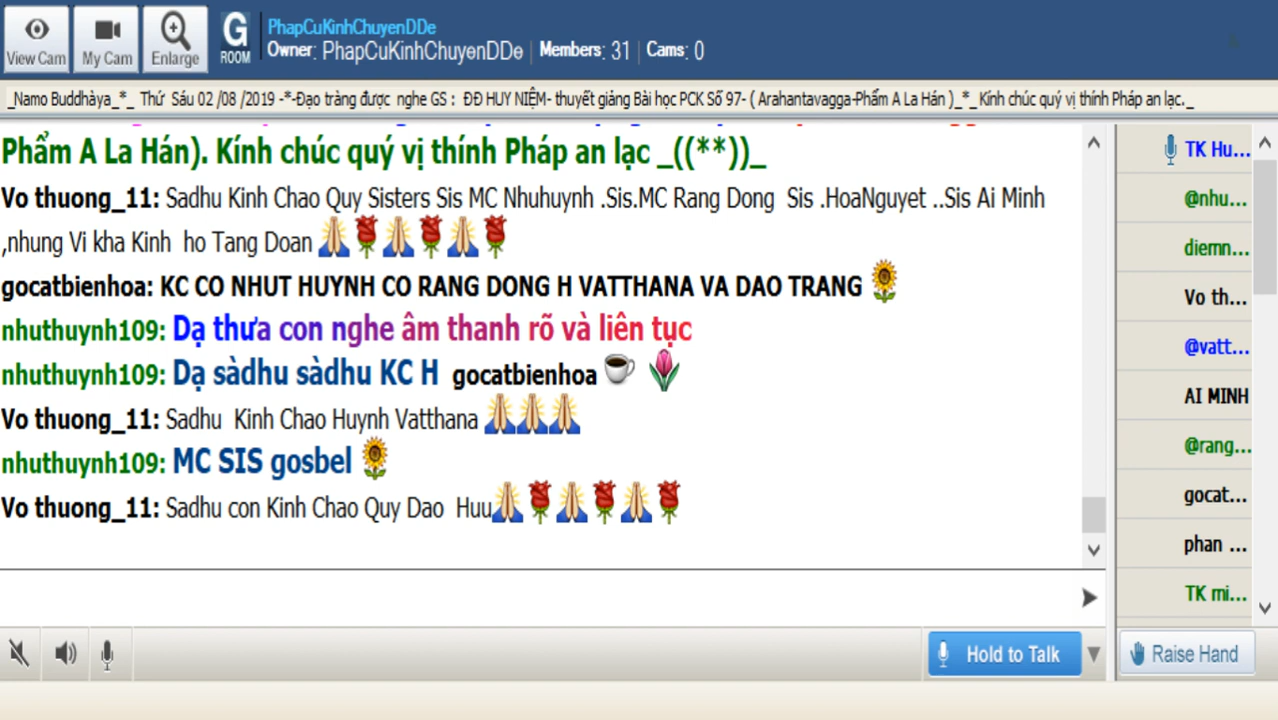 View Cam
My Cam
Enlarge
G
ROOM
PhapCuKinhChuyenDDe
Owner: PhapCuKinhChuyenDDe | Members: 31 | Cams: 0
_Namo Buddhàya_*_ Thứ Sáu 02 /08 /2019 -*-Đạo tràng được nghe GS : ĐĐ HUY NIỆM- thuyết giảng Bài học PCK Số 97- ( Arahantavagga-Phẩm A La Hán )_*_ Kính chúc quý vị thính Pháp an lạc._
Phẩm A La Hán). Kính chúc quý vị thính Pháp an lạc _((**))_
Vo thuong_11: Sadhu Kinh Chao Quy Sisters Sis MC Nhuhuynh .Sis.MC Rang Dong Sis .HoaNguyet ..Sis Ai Minh
,nhung Vi kha Kinh ho Tang Doan 🙏🌹🙏🌹🙏🌹
gocatbienhoa: KC CO NHUT HUYNH CO RANG DONG H VATTHANA VA DAO TRANG 🌻
nhuthuynh109: Dạ thưa con nghe âm thanh rõ và liên tục
nhuthuynh109: Dạ sàdhu sàdhu KC H gocatbienhoa ☕ 🌷
Vo thuong_11: Sadhu Kinh Chao Huynh Vatthana 🙏🙏🙏
nhuthuynh109: MC SIS gosbel 🌻
Vo thuong_11: Sadhu con Kinh Chao Quy Dao Huu🙏🌹🙏🌹🙏🌹
TK Hu...
@nhu...
diemn...
Vo th...
@vatt...
AI MINH
@rang...
gocat...
phan ...
TK mi...
Hold to Talk
Raise Hand